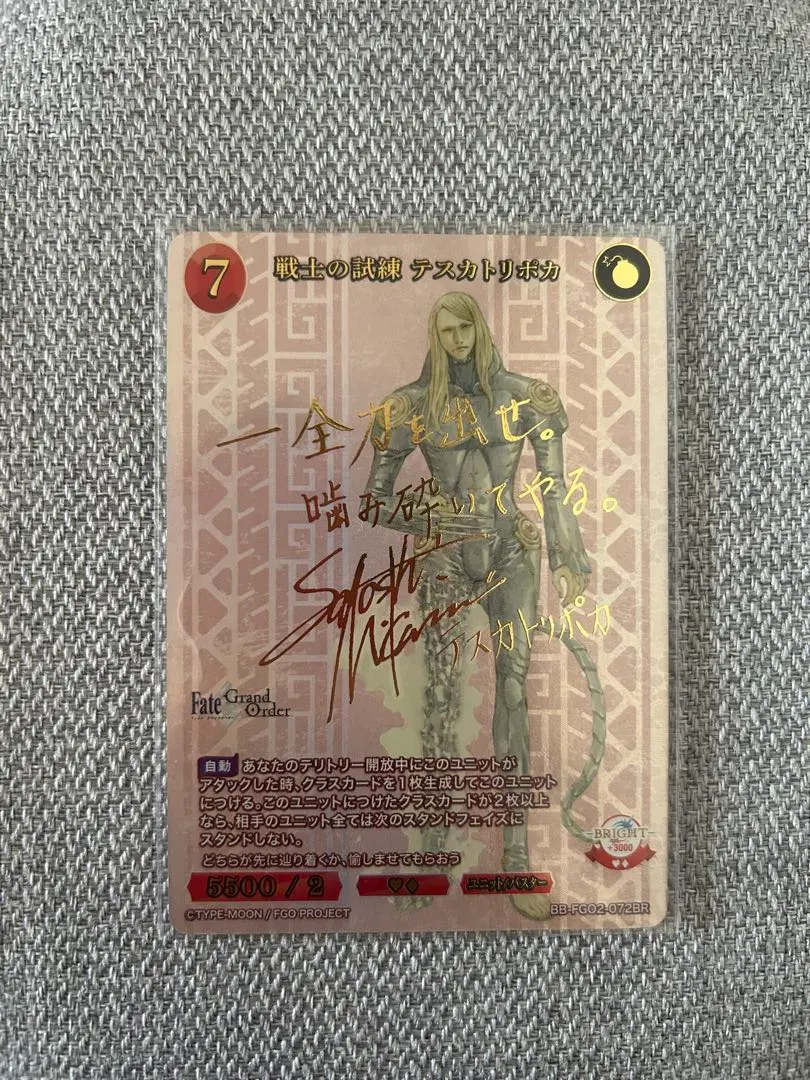 7
戦士の試練 テスカトリポカ
一全力を出せ。
噛み砕いてやる。
Satoshi
Mikami
テスカトリポカ
Fate Grand Order
自動 あなたのテリトリー開放中にこのユニットが
アタックした時、クラスカードを1枚生成してこのユニット
につける。このユニットにつけたクラスカードが2枚以上
なら、相手のユニット全ては次のスタンドフェイズに
スタンドしない。
どちらが先に辿り着くか、愉しませてもらおう
BRIGHT
+3000
5500 / 2
ユニット/バスター
©TYPE-MOON / FGO PROJECT
BB-FGO2-072BR